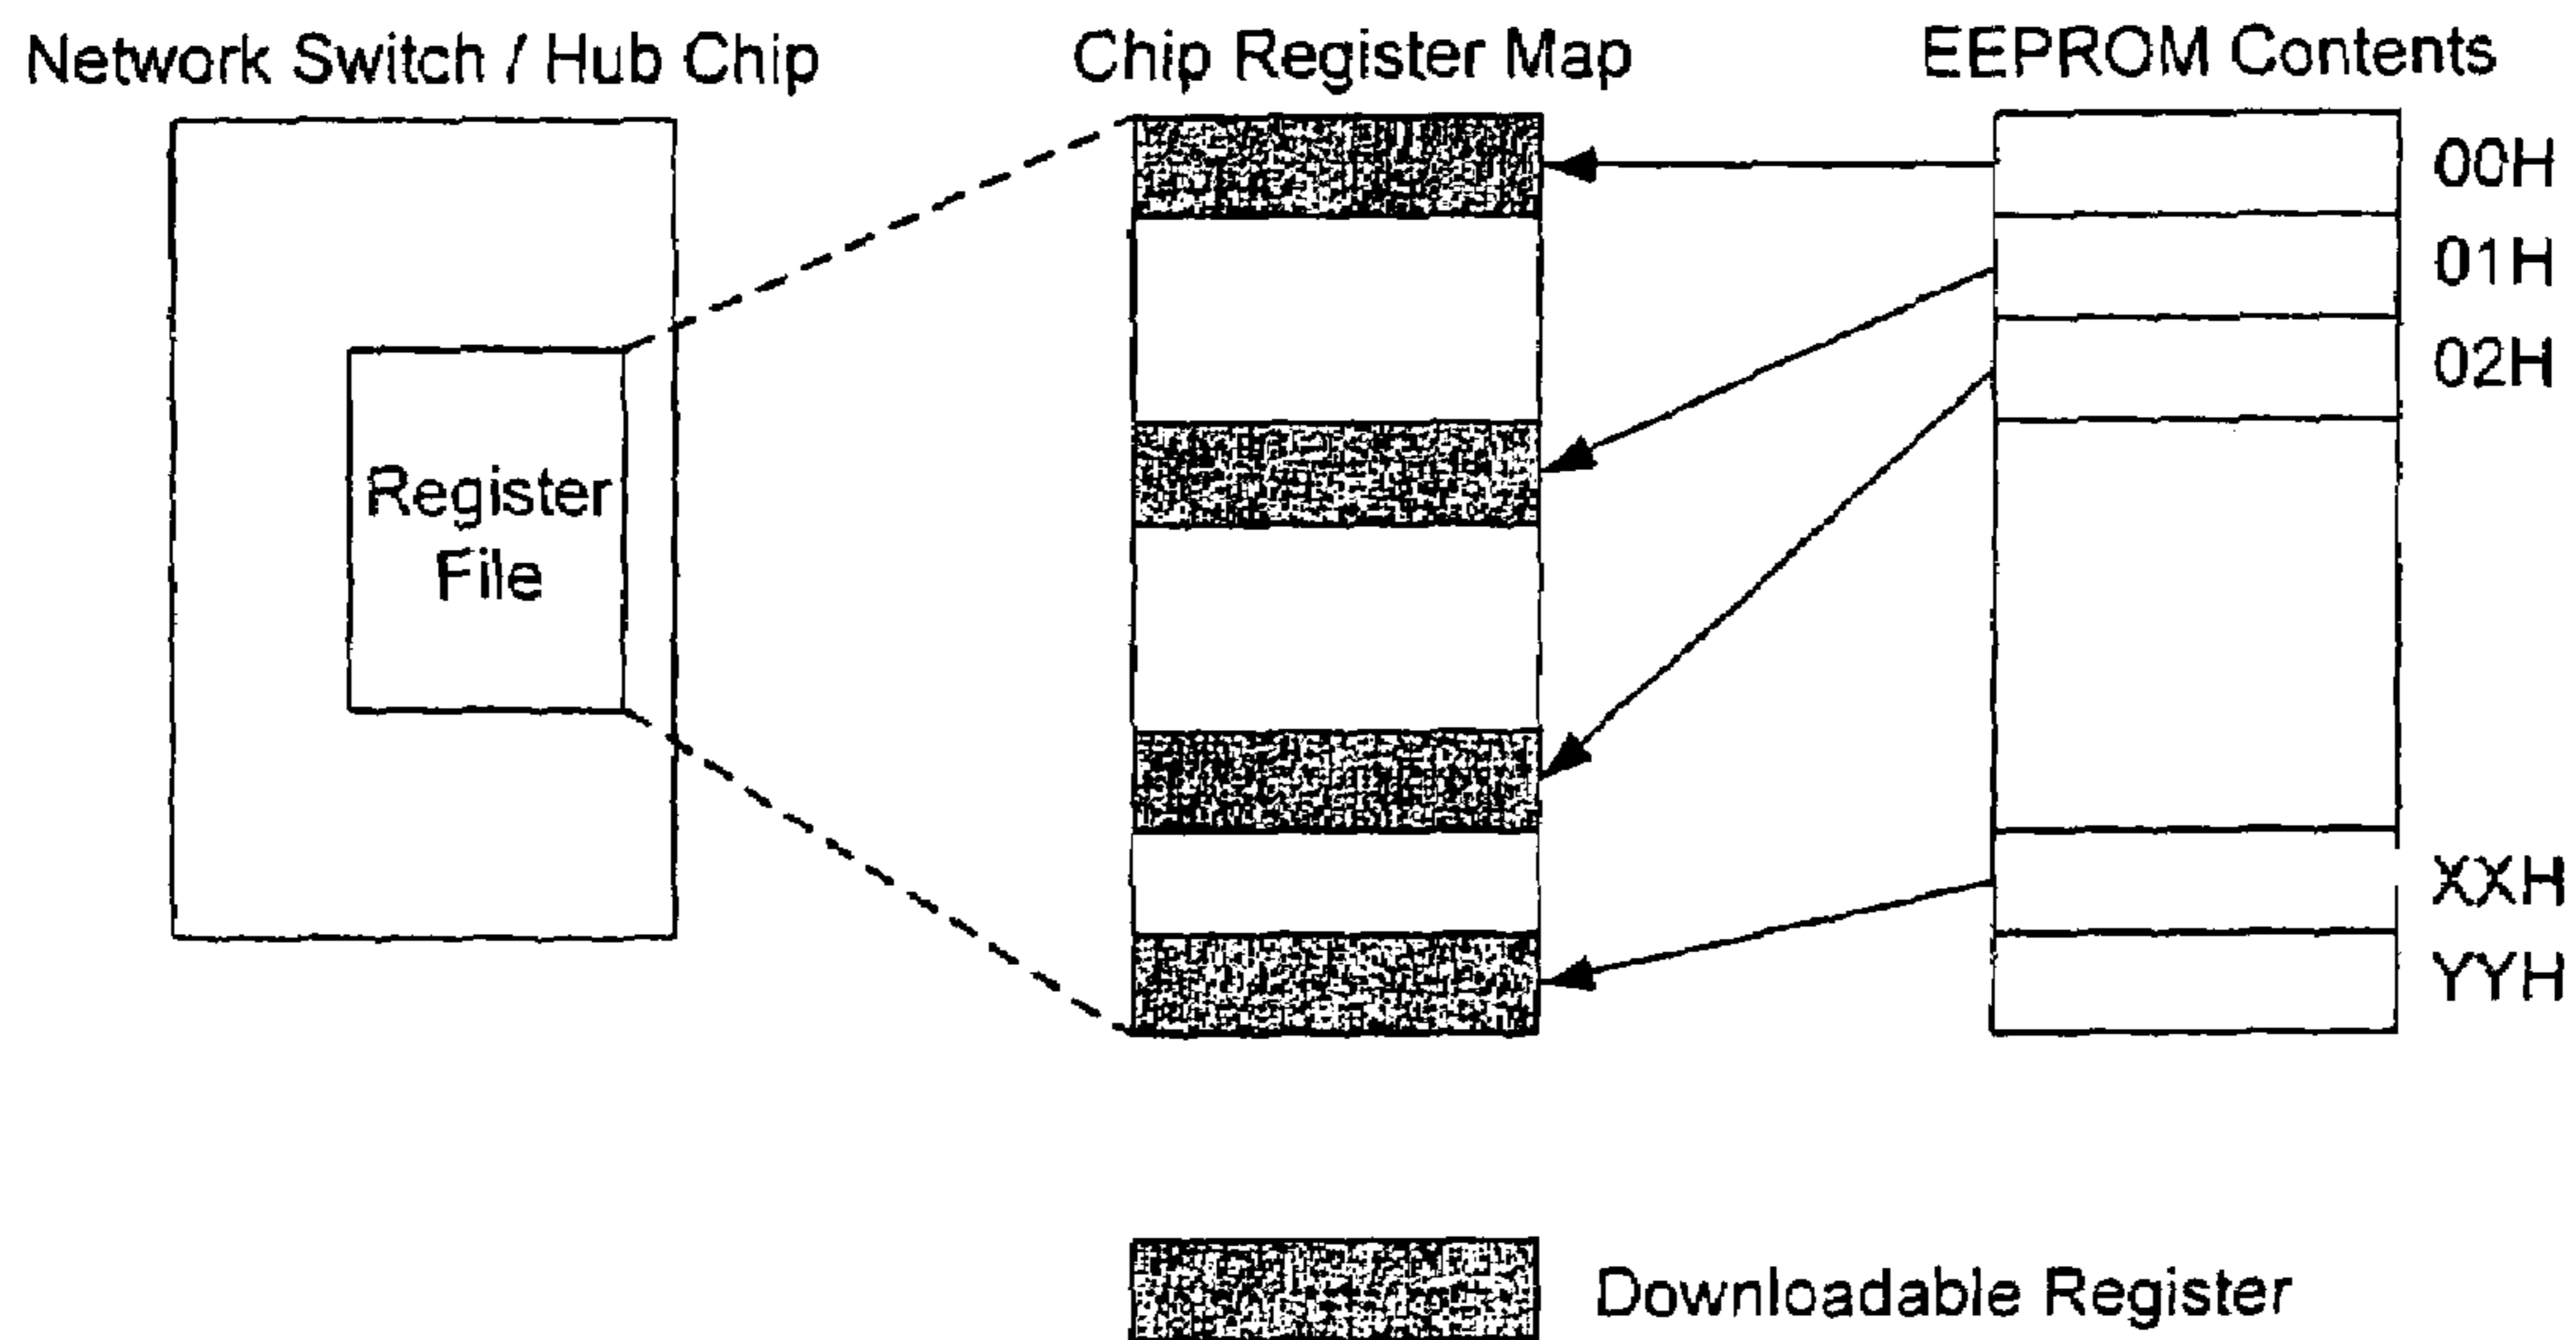 Network Switch / Hub Chip
Chip Register Map
EEPROM Contents
00H
01H
02H
Register
File
XXH
YYH
Downloadable Register